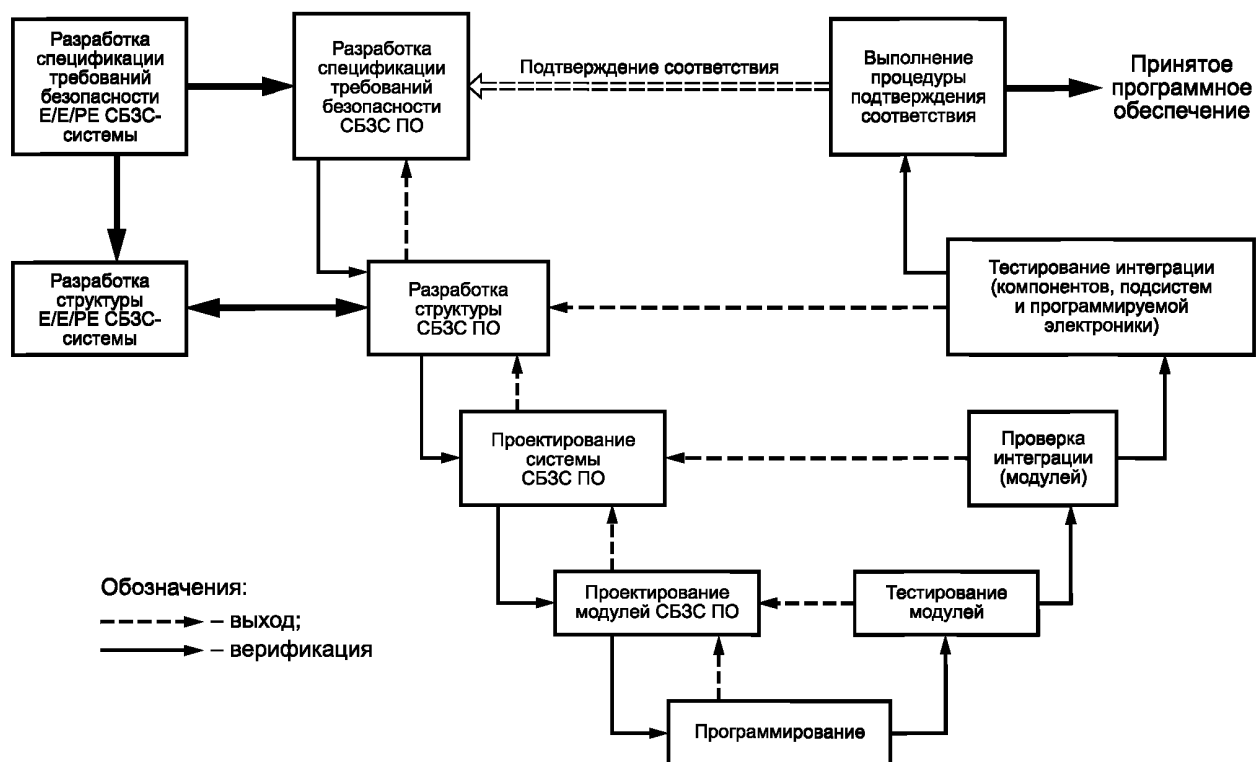 Разработка
спецификации
требований
безопасности
E/E/PE СБЗС-
системы
Разработка
спецификации
требований
безопасности
СБЗС ПО
Подтверждение соответствия
Выполнение
процедуры
подтверждения
соответствия
Принятое
программное
обеспечение
Разработка
структуры
E/E/PE СБЗС-
системы
Разработка
структуры
СБЗС ПО
Тестирование интеграции
(компонентов, подсистем
и программируемой
электроники)
Проектирование
системы
СБЗС ПО
Проверка
интеграции
(модулей)
Проектирование
модулей СБЗС ПО
Тестирование
модулей
Программирование
Обозначения:
– выход;
– верификация